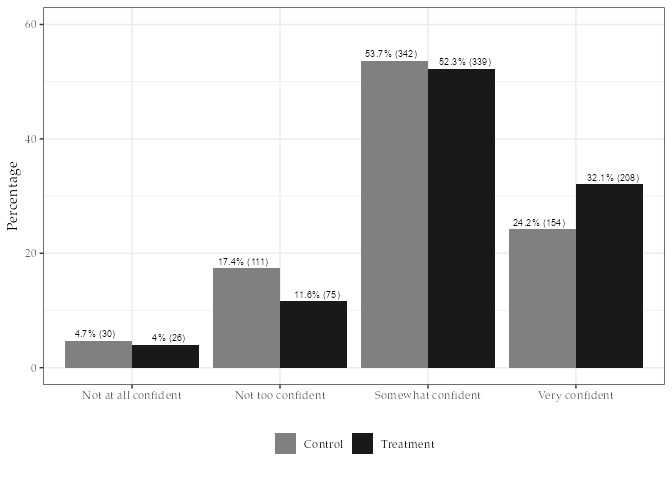 60
53.7% (342)
52.3% (339)
40
32.1% (208)
24.2% (154)
20
17.4% (111)
11.6% (75)
4.7% (30)
4% (26)
0
Percentage
Not at all confident
Not too confident
Somewhat confident
Very confident
Control
Treatment